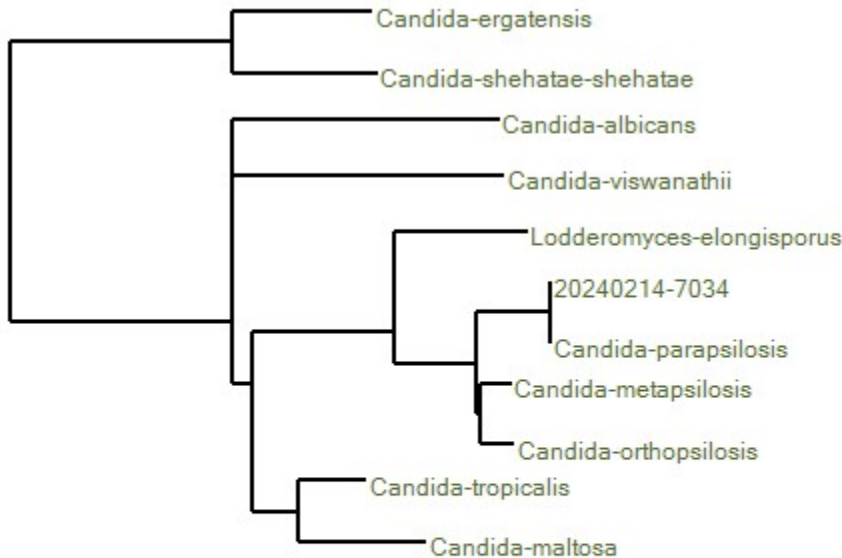 Candida-ergatensis
Candida-shehatae-shehatae
Candida-albicans
Candida-viswanathii
Lodderomyces-elongisporus
20240214-7034
Candida-parapsilosis
Candida-metapsilosis
Candida-orthopsilosis
Candida-tropicalis
Candida-maltosa